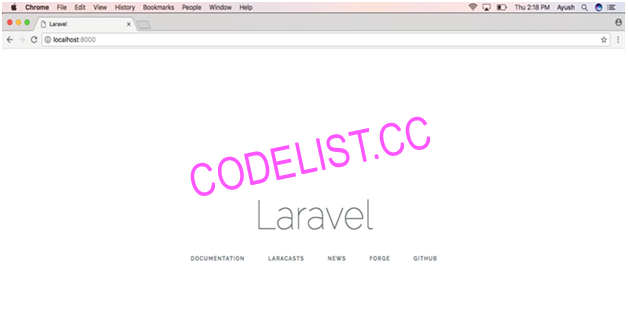 Chrome File Edit View History Bookmarks People Window Help Thu 2:18 PM Ayush
Laravel
localhost:8000
CODELIST.CC
Laravel
DOCUMENTATION LARACASTS NEWS FORGE GITHUB